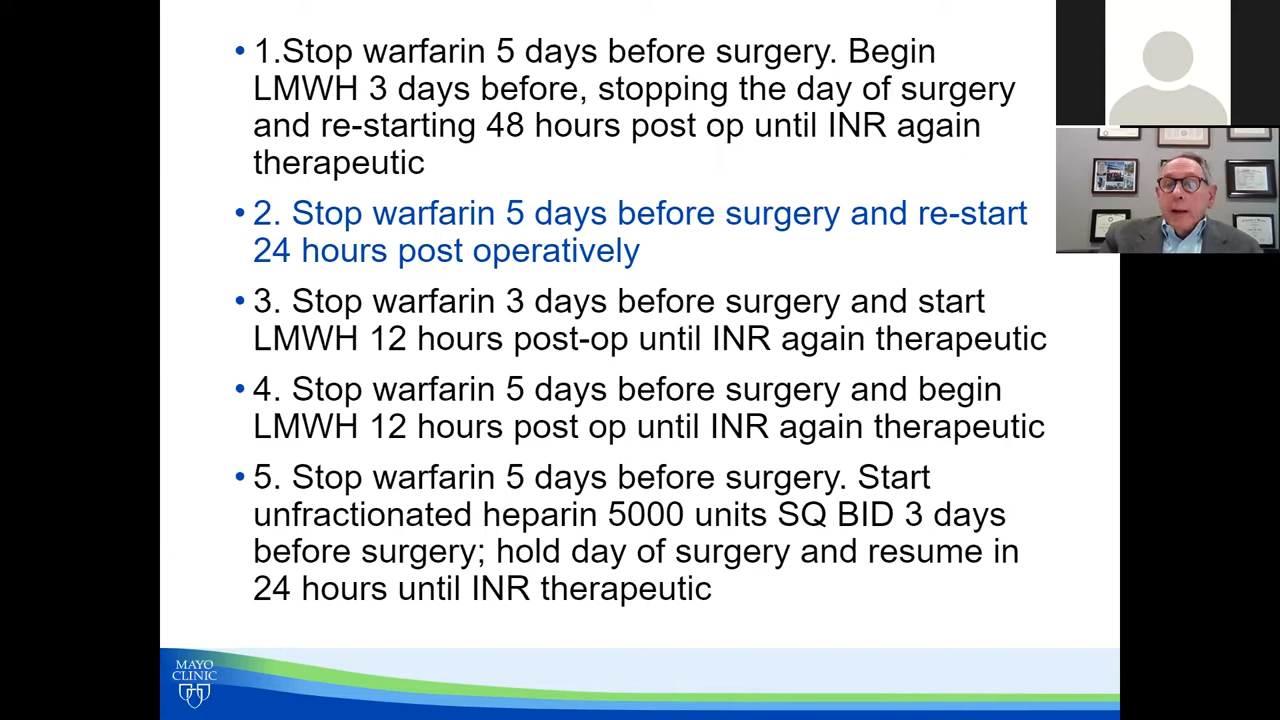 • 1.Stop warfarin 5 days before surgery. Begin
LMWH 3 days before, stopping the day of surgery
and re-starting 48 hours post op until INR again
therapeutic
• 2. Stop warfarin 5 days before surgery and re-start
24 hours post operatively
• 3. Stop warfarin 3 days before surgery and start
LMWH 12 hours post-op until INR again therapeutic
• 4. Stop warfarin 5 days before surgery and begin
LMWH 12 hours post op until INR again therapeutic
• 5. Stop warfarin 5 days before surgery. Start
unfractionated heparin 5000 units SQ BID 3 days
before surgery; hold day of surgery and resume in
24 hours until INR therapeutic
MAYO
CLINIC